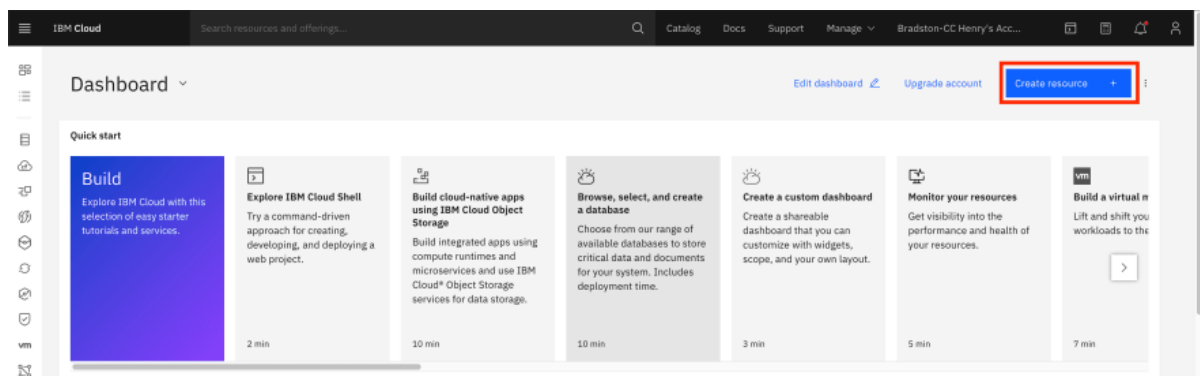 IBM Cloud
Search resources and offerings...
Catalog
Docs
Support
Manage
Bradston-CC Henry's Acc...
Dashboard
Edit dashboard
Upgrade account
Create resource +
Quick start
Build
Explore IBM Cloud with this
selection of easy starter
tutorials and services.
Explore IBM Cloud Shell
Try a command-driven
approach for creating,
developing, and deploying a
web project.
2 min
Build cloud-native apps
using IBM Cloud Object
Storage
Build integrated apps using
compute runtimes and
microservices and use IBM
Cloud® Object Storage
services for data storage.
10 min
Browse, select, and create
a database
Choose from our range of
available databases to store
critical data and documents
for your system. Includes
deployment time.
10 min
Create a custom dashboard
Create a shareable
dashboard that you can
customize with widgets,
scope, and your own layout.
3 min
Monitor your resources
Get visibility into the
performance and health of
your resources.
5 min
vm
Build a virtual m
Lift and shift you
workloads to the
7 min
vm